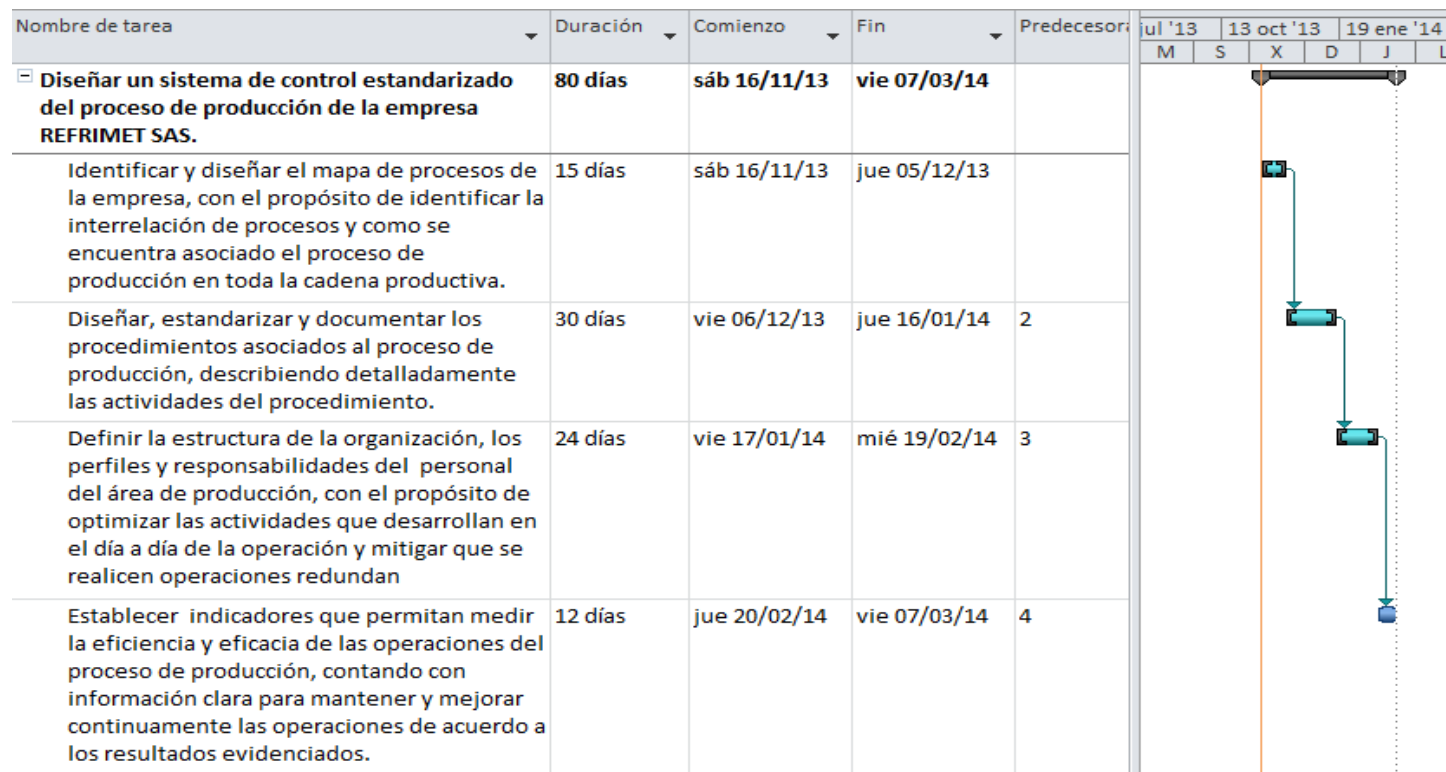 Nombre de tarea Duración Comienzo Fin Predecesora jul '13 13 oct '13 19 ene '14
M S X D J L
Diseñar un sistema de control estandarizado 80 días sáb 16/11/13 vie 07/03/14
del proceso de producción de la empresa
REFRIMET SAS.
Identificar y diseñar el mapa de procesos de 15 días sáb 16/11/13 jue 05/12/13
la empresa, con el propósito de identificar la
interrelación de procesos y como se
encuentra asociado el proceso de
producción en toda la cadena productiva.
Diseñar, estandarizar y documentar los 30 días vie 06/12/13 jue 16/01/14 2
procedimientos asociados al proceso de
producción, describiendo detalladamente
las actividades del procedimiento.
Definir la estructura de la organización, los 24 días vie 17/01/14 mié 19/02/14 3
perfiles y responsabilidades del personal
del área de producción, con el propósito de
optimizar las actividades que desarrollan en
el día a día de la operación y mitigar que se
realicen operaciones redundan
Establecer indicadores que permitan medir 12 días jue 20/02/14 vie 07/03/14 4
la eficiencia y eficacia de las operaciones del
proceso de producción, contando con
información clara para mantener y mejorar
continuamente las operaciones de acuerdo a
los resultados evidenciados.